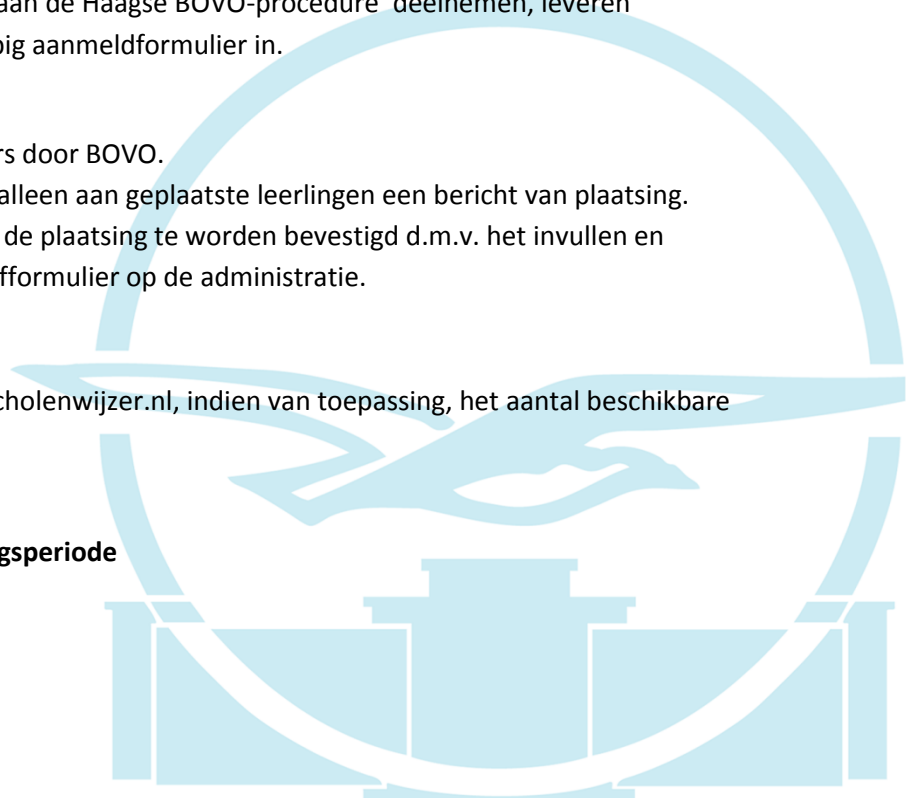 aan de Haagse BOVO-procedure deelnemen, leveren
big aanmeldformulier in.
rs door BOVO.
alleen aan geplaatste leerlingen een bericht van plaatsing.
de plaatsing te worden bevestigd d.m.v. het invullen en
fformulier op de administratie.
cholenwijzer.nl, indien van toepassing, het aantal beschikbare
gsperiode